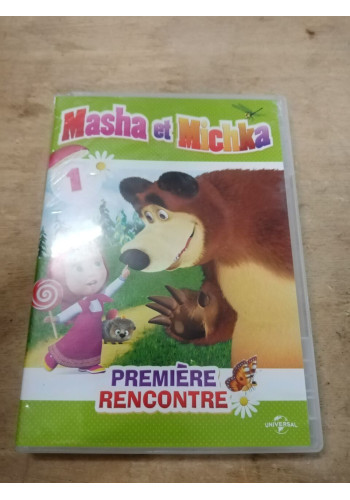 Masha et Michka
1
PREMIÈRE
RENCONTRE
UNIVERSAL